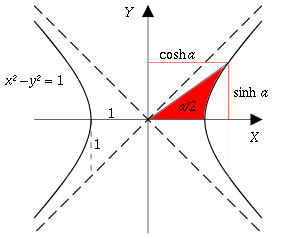 Y
cosh a
x² – y² = 1
sinh a
1
a/2
X
1